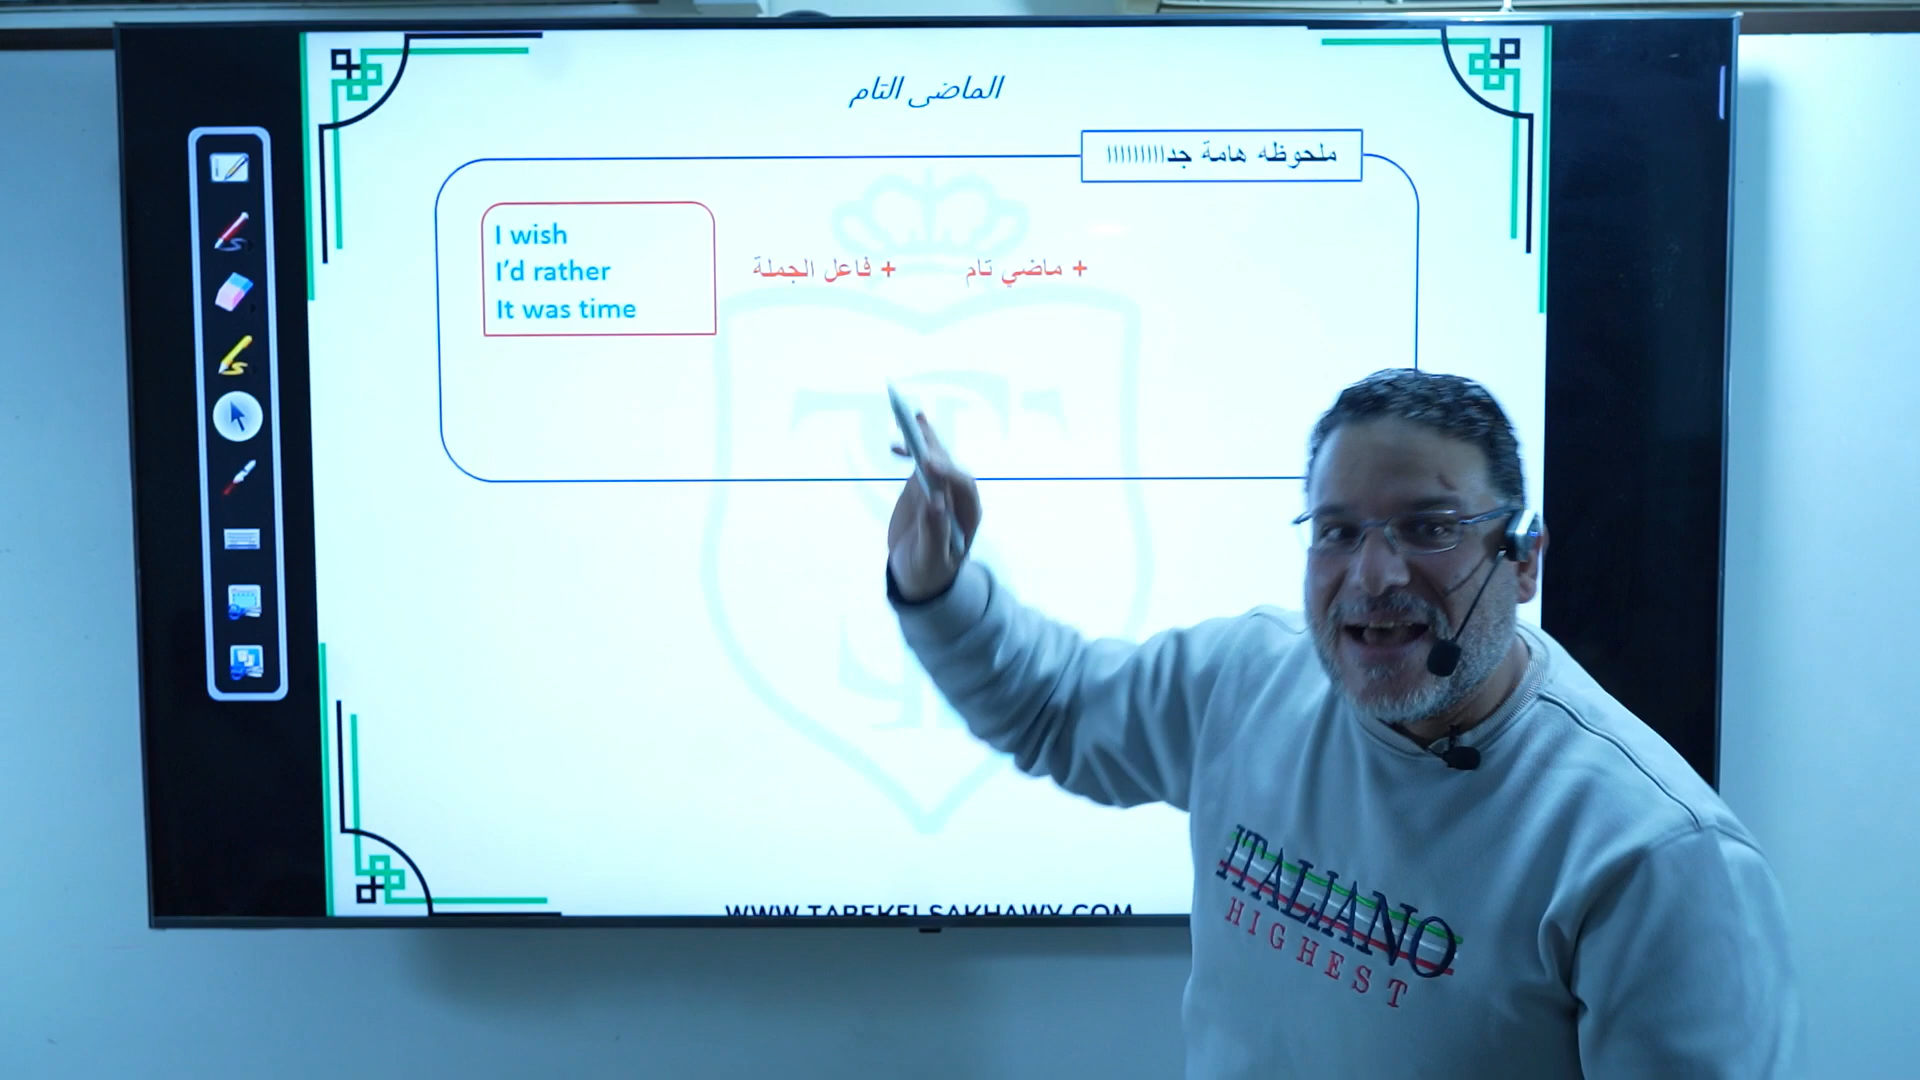 الماضى التام
ملحوظه هامة جدااااااااا
I wish
I'd rather
It was time
+ فاعل الجملة + ماضي تام
WWW.TAREKELSAKHAWY.COM
ITALIANO
HIGHEST